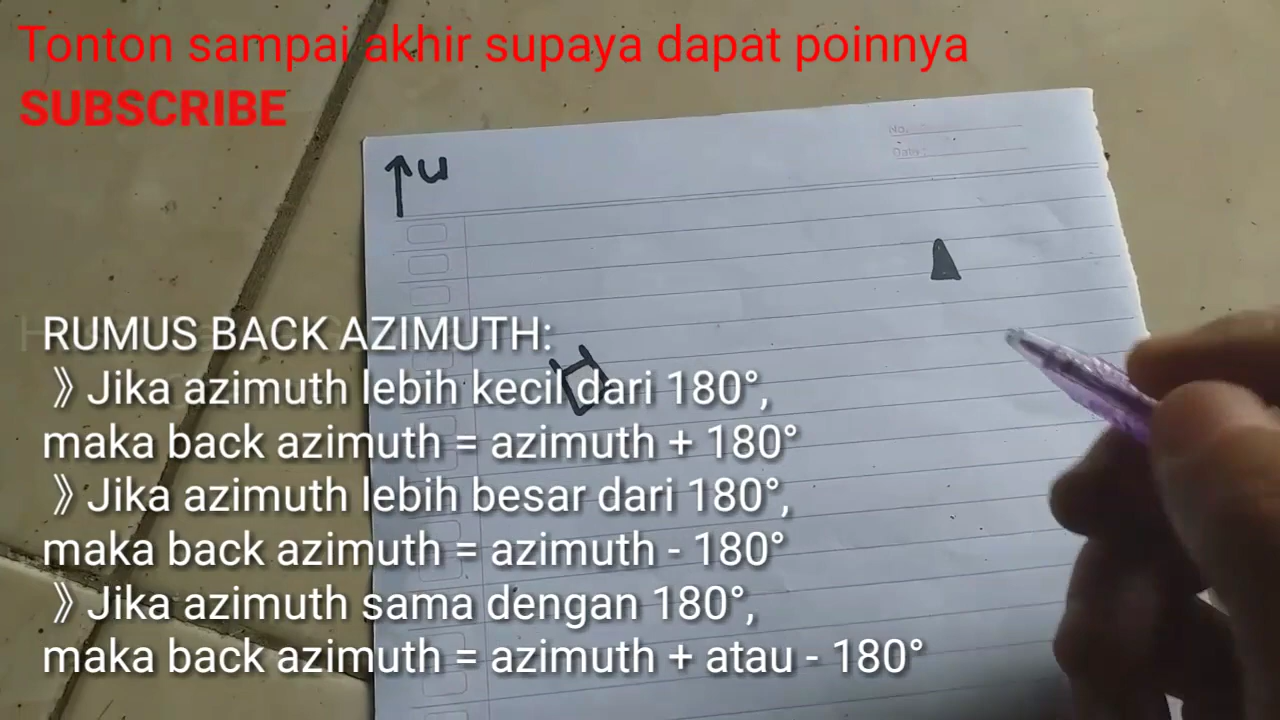 Tonton sampai akhir supaya dapat poinnya
SUBSCRIBE
No.
Date :
U
RUMUS BACK AZIMUTH:
》Jika azimuth lebih kecil dari 180°,
maka back azimuth = azimuth + 180°
》Jika azimuth lebih besar dari 180°,
maka back azimuth = azimuth - 180°
》Jika azimuth sama dengan 180°,
maka back azimuth = azimuth + atau - 180°